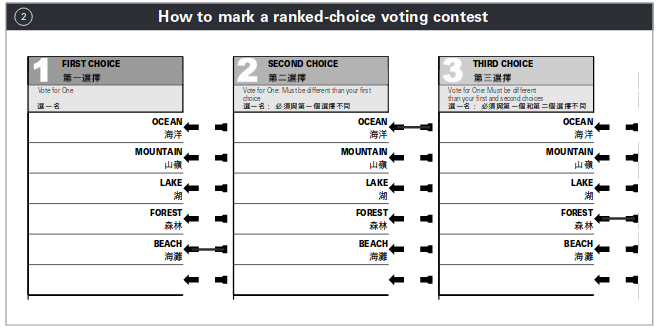 2
How to mark a ranked-choice voting contest
1
FIRST CHOICE
第一選擇
Vote for One
選一名
OCEAN
海洋
MOUNTAIN
山嶺
LAKE
湖
FOREST
森林
BEACH
海灘
2
SECOND CHOICE
第二選擇
Vote for One: Must be different than your first
choice
選一名： 必須與第一個選擇不同
OCEAN
海洋
MOUNTAIN
山嶺
LAKE
湖
FOREST
森林
BEACH
海灘
3
THIRD CHOICE
第三選擇
Vote for One: Must be different
than your first and second choices
選一名： 必須與第一個和第二個選擇不同
OCEAN
海洋
MOUNTAIN
山嶺
LAKE
湖
FOREST
森林
BEACH
海灘